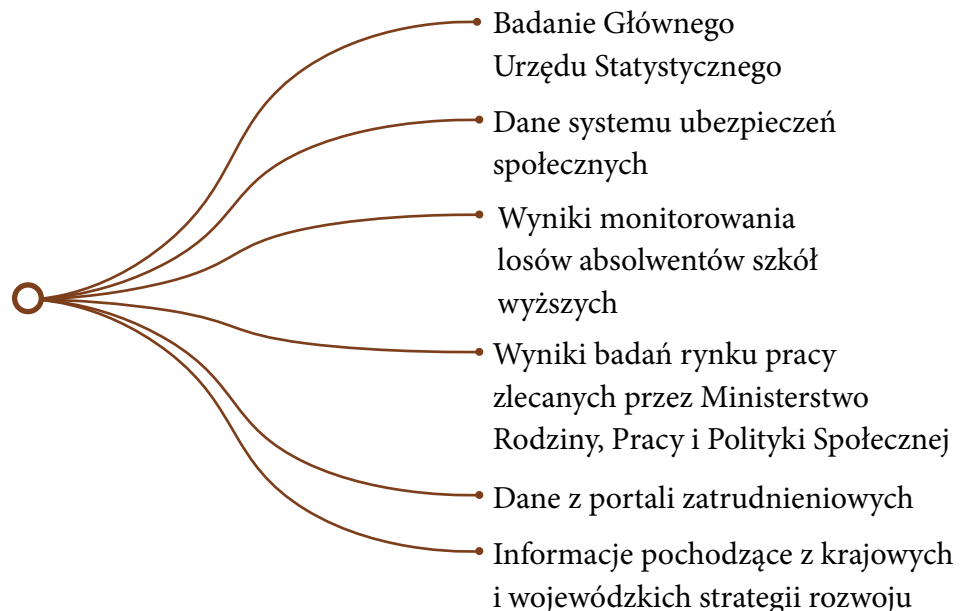 Badanie Głównego
Urzędu Statystycznego
Dane systemu ubezpieczeń
społecznych
Wyniki monitorowania
losów absolwentów szkół
wyższych
Wyniki badań rynku pracy
zlecanych przez Ministerstwo
Rodziny, Pracy i Polityki Społecznej
Dane z portali zatrudnieniowych
Informacje pochodzące z krajowych
i wojewódzkich strategii rozwoju